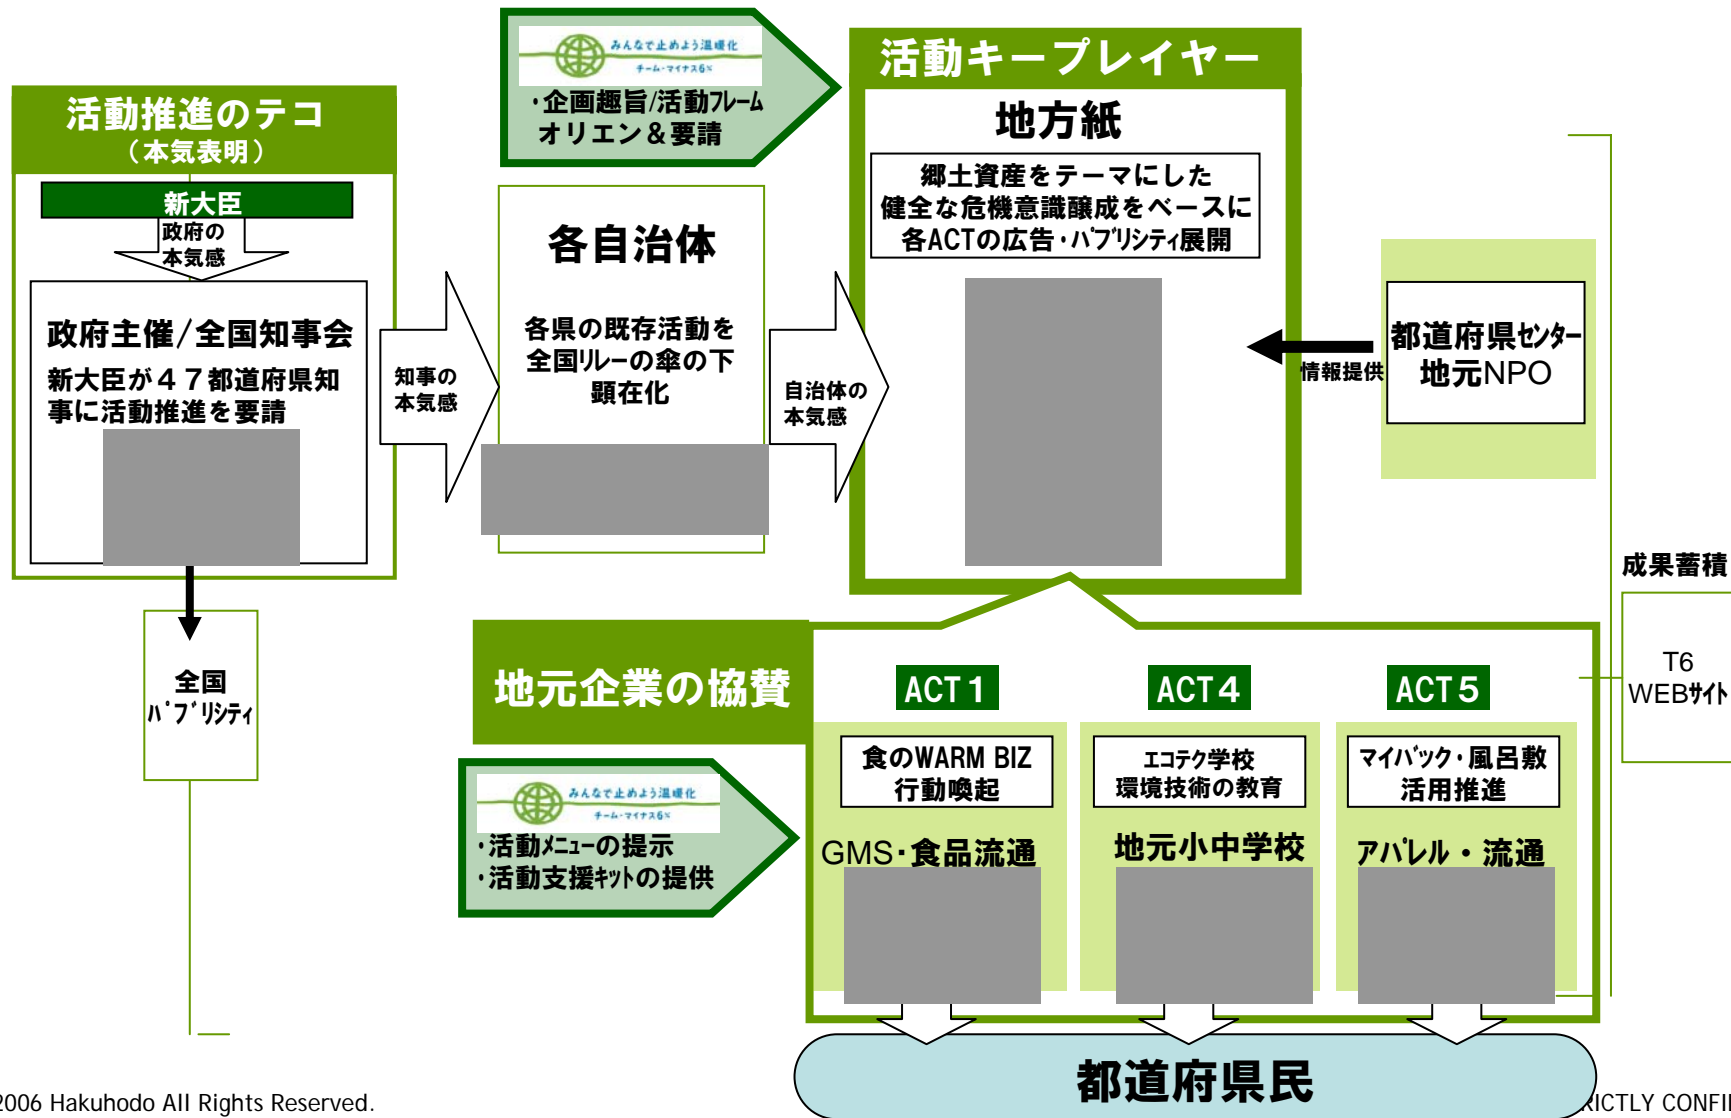 みんなで止めよう温暖化
チーム・マイナス6%
・企画趣旨/活動フレーム
オリエン＆要請
活動推進のテコ
（本気表明）
新大臣
政府の
本気感
政府主催/全国知事会
新大臣が４７都道府県知
事に活動推進を要請
全国
パブリシティ
知事の
本気感
各自治体
各県の既存活動を
全国リレーの傘の下
顕在化
自治体の
本気感
活動キープレイヤー
地方紙
郷土資産をテーマにした
健全な危機意識醸成をベースに
各ACTの広告・パブリシティ展開
情報提供
都道府県センター
地元NPO
成果蓄積
T6
WEBサイト
地元企業の協賛
みんなで止めよう温暖化
チーム・マイナス6%
・活動メニューの提示
・活動支援キットの提供
ACT１
食のWARM BIZ
行動喚起
GMS・食品流通
ACT４
エコテク学校
環境技術の教育
地元小中学校
ACT５
マイバック・風呂敷
活用推進
アパレル・流通
都道府県民
2006 Hakuhodo All Rights Reserved.
RICTLY CONFI